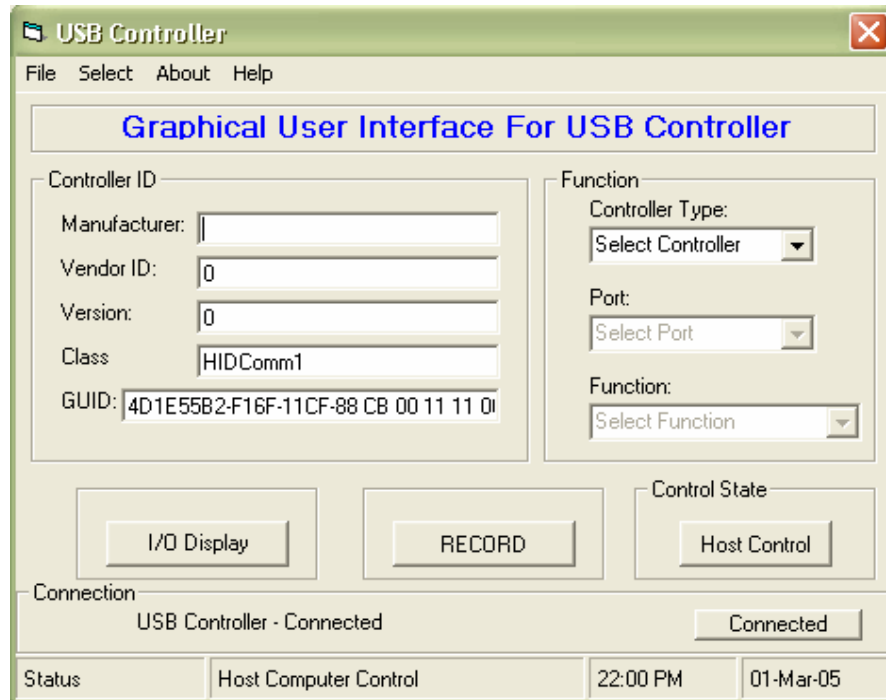 USB Controller
File Select About Help
Graphical User Interface For USB Controller
Controller ID
Manufacturer:
Vendor ID: 0
Version: 0
Class HIDComm1
GUID: 4D1E55B2-F16F-11CF-88 CB 00 11 11 0
Function
Controller Type:
Select Controller
Port:
Select Port
Function:
Select Function
I/O Display
RECORD
Control State
Host Control
Connection
USB Controller - Connected
Connected
Status Host Computer Control 22:00 PM 01-Mar-05